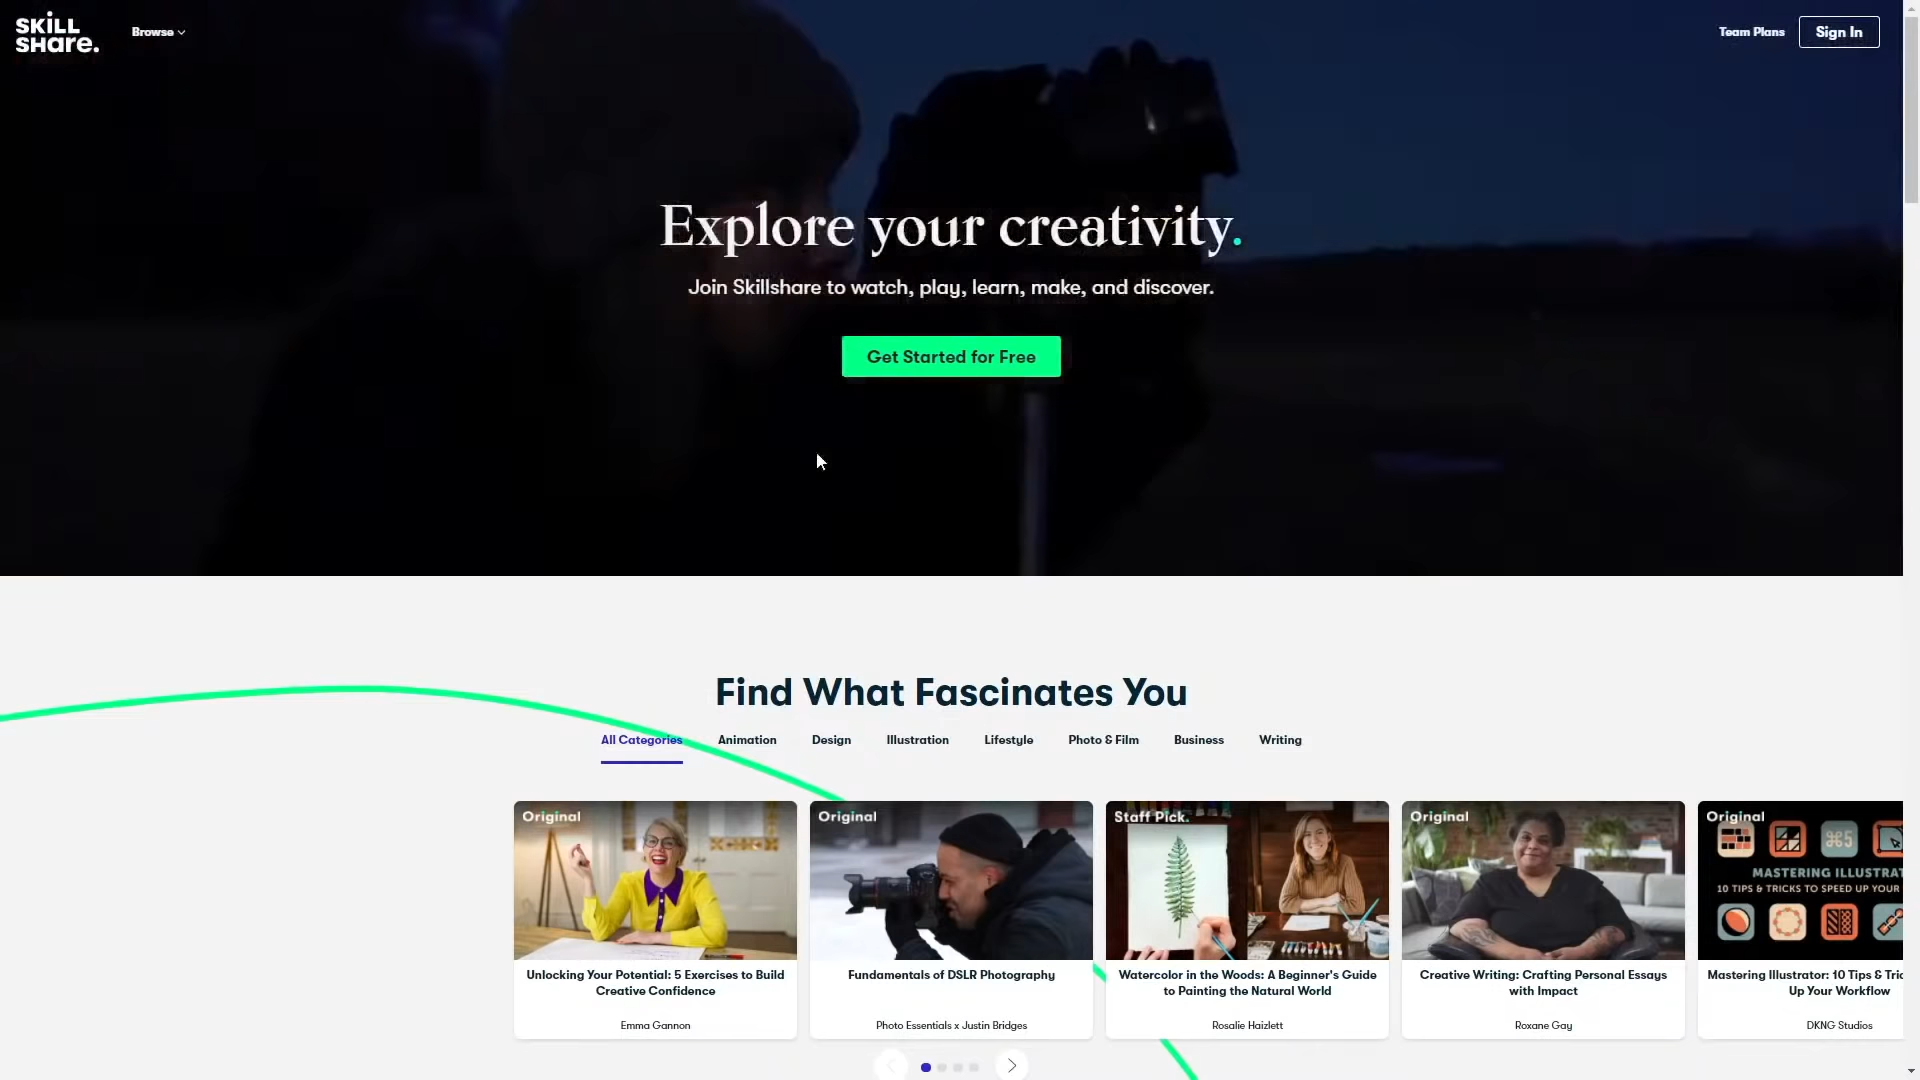 SKILL
SHare.
Browse
Team Plans
Sign In
Explore your creativity.
Join Skillshare to watch, play, learn, make, and discover.
Get Started for Free
Find What Fascinates You
All Categories
Animation
Design
Illustration
Lifestyle
Photo & Film
Business
Writing
Original
Unlocking Your Potential: 5 Exercises to Build
Creative Confidence
Emma Gannon
Original
Fundamentals of DSLR Photography
Photo Essentials x Justin Bridges
Staff Pick.
Watercolor in the Woods: A Beginner's Guide
to Painting the Natural World
Rosalie Haizlett
Original
Creative Writing: Crafting Personal Essays
with Impact
Roxane Gay
Original
⌘5
MASTERING ILLUSTRAT
10 TIPS & TRICKS TO SPEED UP YOUR
Mastering Illustrator: 10 Tips & Tric
Up Your Workflow
DKNG Studios